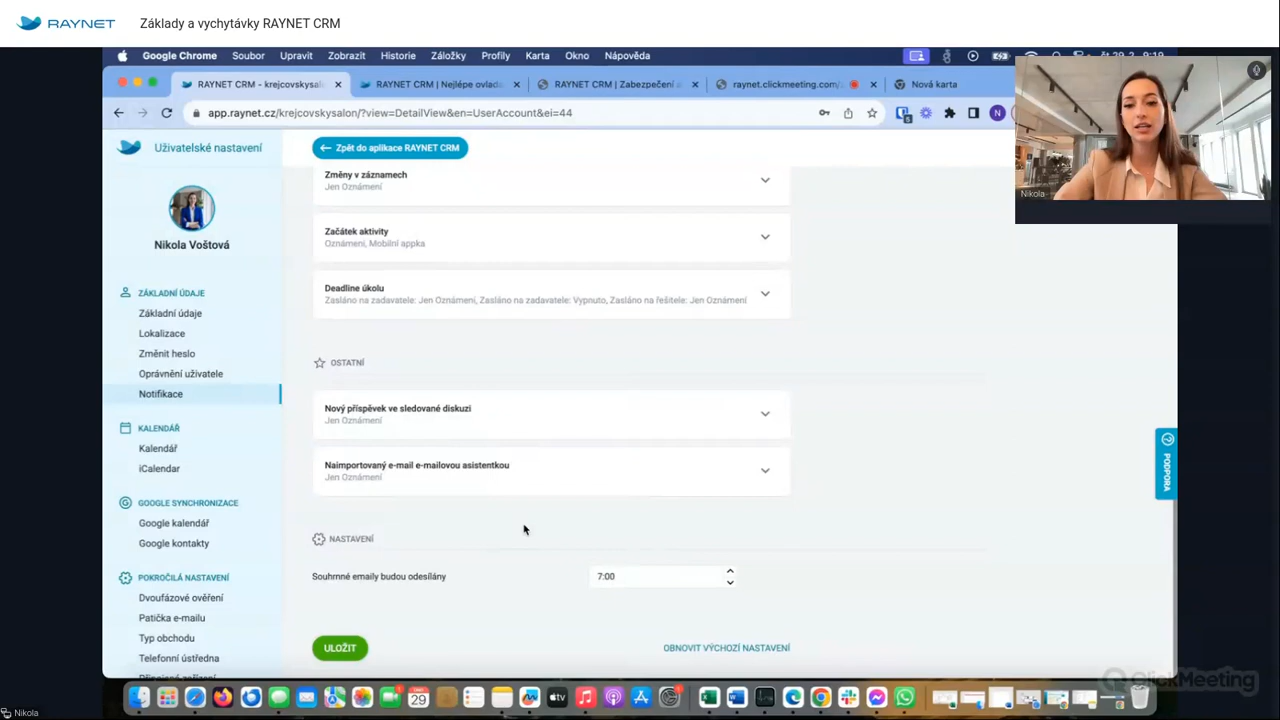 RAYNET
Základy a vychytávky RAYNET CRM
Google Chrome Soubor Upravit Zobrazit Historie Záložky Profily Karta Okno Nápověda
RAYNET CRM - krejcovskysalon
RAYNET CRM | Nejlépe ovlada
RAYNET CRM | Zabezpečení
raynet.clickmeeting.com/
Nová karta
app.raynet.cz/krejcovskysalon/?view=DetailView&en=UserAccount&ei=44
N
Nikola
Uživatelské nastavení
Zpět do aplikace RAYNET CRM
Nikola Voštová
ZÁKLADNÍ ÚDAJE
Základní údaje
Lokalizace
Změnit heslo
Oprávnění uživatele
Notifikace
KALENDÁŘ
Kalendář
iCalendar
GOOGLE SYNCHRONIZACE
Google kalendář
Google kontakty
POKROČILÁ NASTAVENÍ
Dvoufázové ověření
Patička e-mailu
Typ obchodu
Telefonní ústředna
Změny v záznamech
Jen Oznámení
Začátek aktivity
Oznámení, Mobilní appka
Deadline úkolu
Zasláno na zadavatele: Jen Oznámení, Zasláno na zadavatele: Vypnuto, Zasláno na řešitele: Jen Oznámení
OSTATNÍ
Nový příspěvek ve sledované diskuzi
Jen Oznámení
Naimportovaný e-mail e-mailovou asistentkou
Jen Oznámení
NASTAVENÍ
Souhrnné emaily budou odesílány
7:00
ULOŽIT
OBNOVIT VÝCHOZÍ NASTAVENÍ
PODPORA
ClickMeeting
29
tv
Nikola